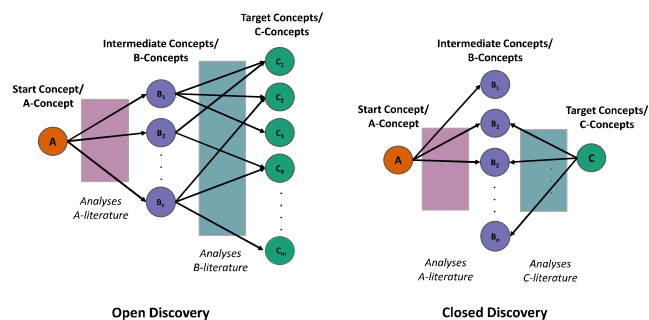 Target Concepts/
C-Concepts
Intermediate Concepts/
B-Concepts
Start Concept/
A-Concept
A
B1
B2
Bn
C1
C2
C3
C4
Cm
Analyses
A-literature
Analyses
B-literature
Open Discovery
Intermediate Concepts/
B-Concepts
Start Concept/
A-Concept
Target Concepts/
C-Concepts
A
B1
B2
B2
Bn
C
Analyses
A-literature
Analyses
C-literature
Closed Discovery